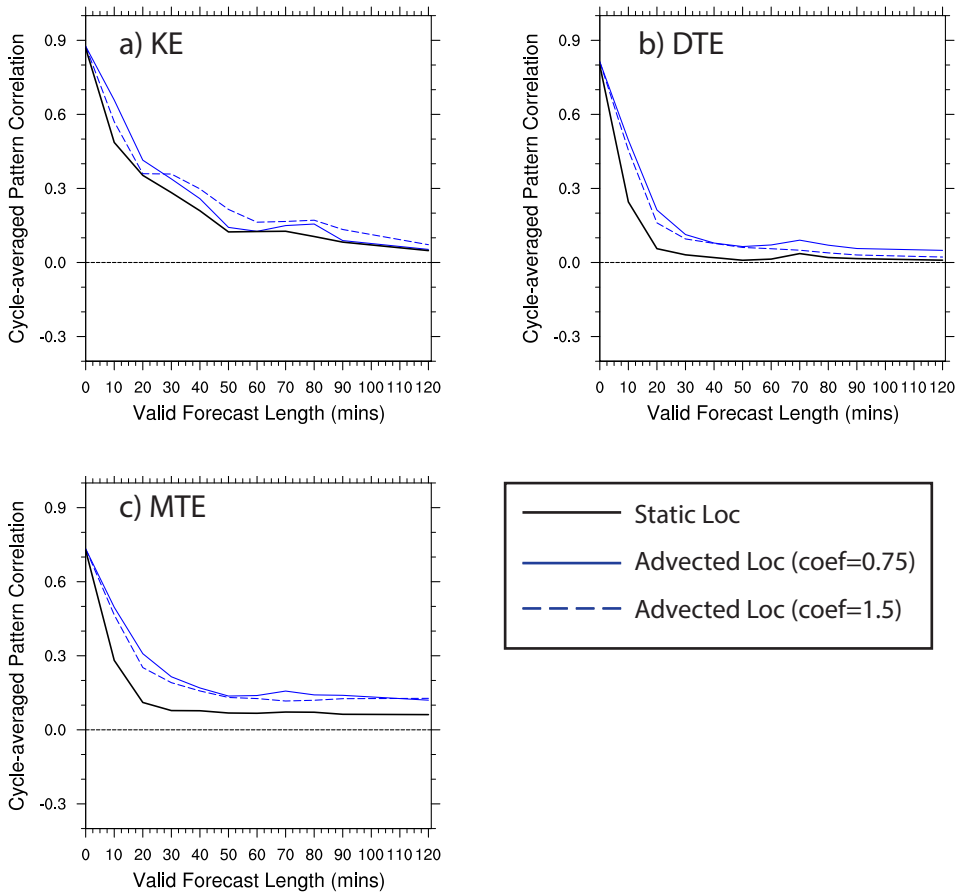 a) KE
Cycle-averaged Pattern Correlation
0.9
0.6
0.3
0.0
-0.3
0 10 20 30 40 50 60 70 80 90 100 110 120
Valid Forecast Length (mins)
b) DTE
Cycle-averaged Pattern Correlation
0.9
0.6
0.3
0.0
-0.3
0 10 20 30 40 50 60 70 80 90 100 110 120
Valid Forecast Length (mins)
c) MTE
Cycle-averaged Pattern Correlation
0.9
0.6
0.3
0.0
-0.3
0 10 20 30 40 50 60 70 80 90 100 110 120
Valid Forecast Length (mins)
Static Loc
Advected Loc (coef=0.75)
Advected Loc (coef=1.5)